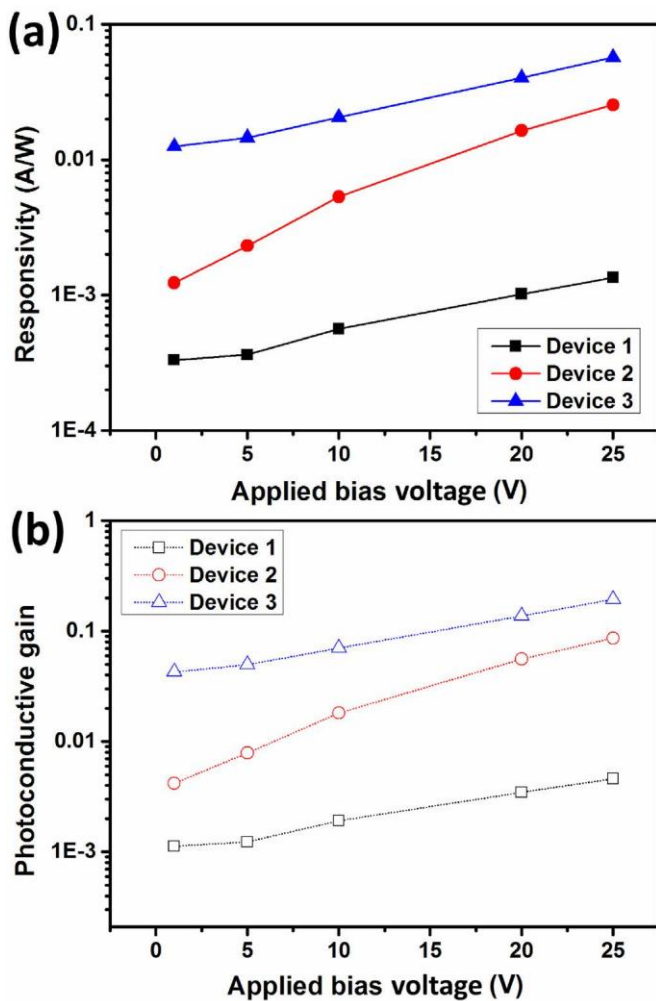 (a)
Responsivity (A/W)
0.1
0.01
1E-3
1E-4
Device 1
Device 2
Device 3
0 5 10 15 20 25
Applied bias voltage (V)
(b)
Photoconductive gain
1
0.1
0.01
1E-3
Device 1
Device 2
Device 3
0 5 10 15 20 25
Applied bias voltage (V)